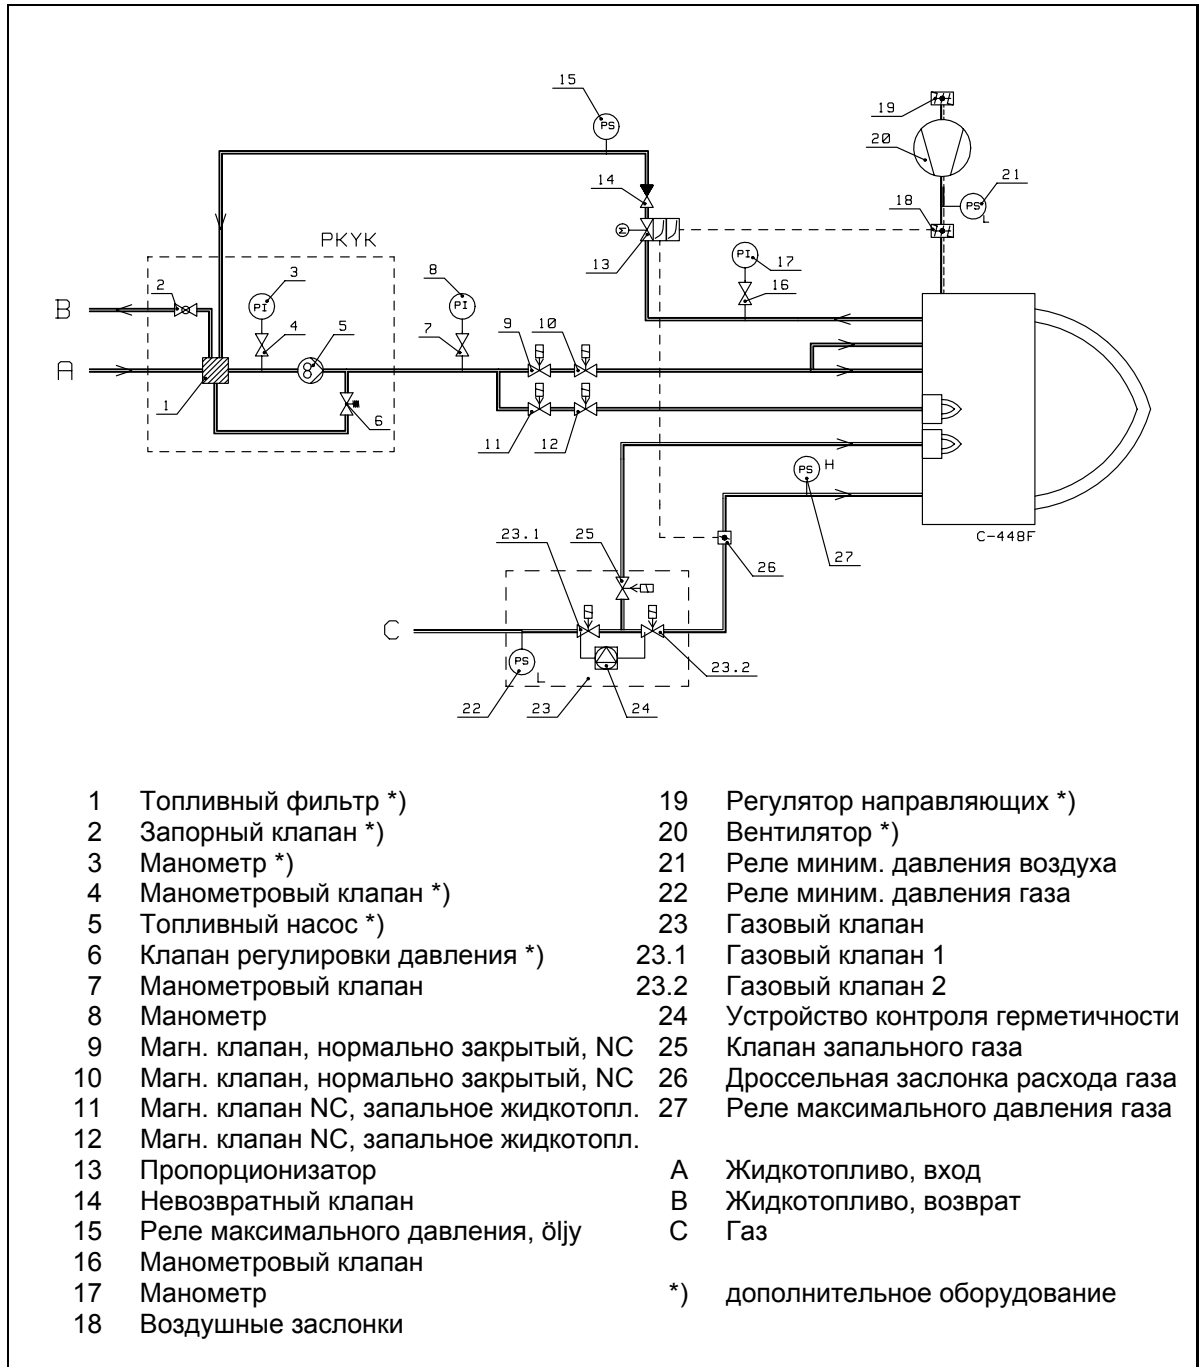 15
PS
19
20
21
PS
L
14
18
PKYK
M
13
PI
17
16
2
3
PI
4
5
8
PI
7
9
10
B
A
1
6
11
12
PS
H
C-448F
23.1
25
26
27
C
PS
L
23.2
22
23
24
1 Топливный фильтр *)
2 Запорный клапан *)
3 Манометр *)
4 Манометровый клапан *)
5 Топливный насос *)
6 Клапан регулировки давления *)
7 Манометровый клапан
8 Манометр
9 Магн. клапан, нормально закрытый, NC
10 Магн. клапан, нормально закрытый, NC
11 Магн. клапан NC, запальное жидкотопл.
12 Магн. клапан NC, запальное жидкотопл.
13 Пропорционизатор
14 Невозвратный клапан
15 Реле максимального давления, öljy
16 Манометровый клапан
17 Манометр
18 Воздушные заслонки
19 Регулятор направляющих *)
20 Вентилятор *)
21 Реле миним. давления воздуха
22 Реле миним. давления газа
23 Газовый клапан
23.1 Газовый клапан 1
23.2 Газовый клапан 2
24 Устройство контроля герметичности
25 Клапан запального газа
26 Дроссельная заслонка расхода газа
27 Реле максимального давления газа
A Жидкотопливо, вход
B Жидкотопливо, возврат
C Газ
*) дополнительное оборудование